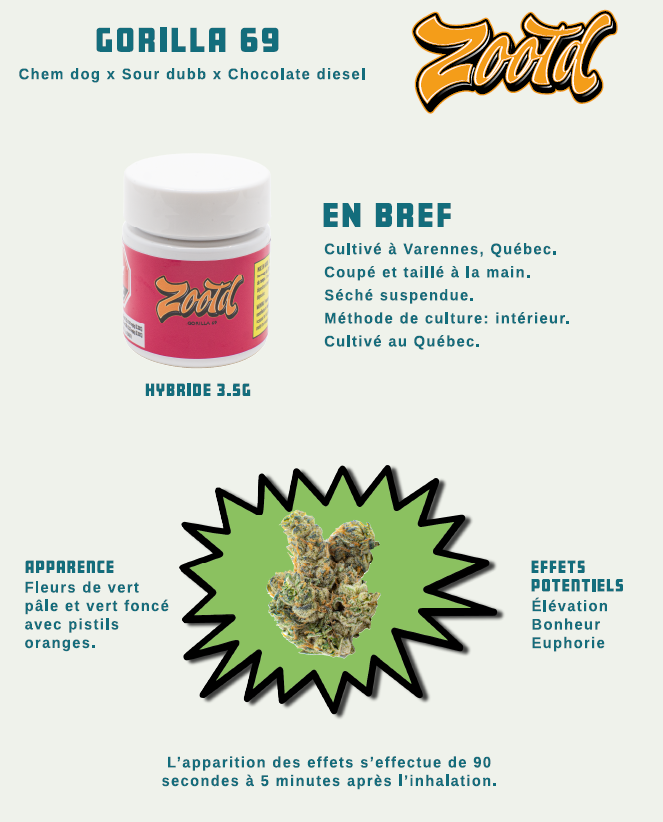 GORILLA 69
Zootd
Chem dog x Sour dubb x Chocolate diesel
EN BREF
Cultivé à Varennes, Québec.
Coupé et taillé à la main.
Séché suspendue.
Méthode de culture: intérieur.
Cultivé au Québec.
Zootd
GORILLA 69
HYBRIDE 3.5G
APPARENCE
Fleurs de vert
pâle et vert foncé
avec pistils
oranges.
EFFETS
POTENTIELS
Élévation
Bonheur
Euphorie
L'apparition des effets s'effectue de 90
secondes à 5 minutes après l'inhalation.